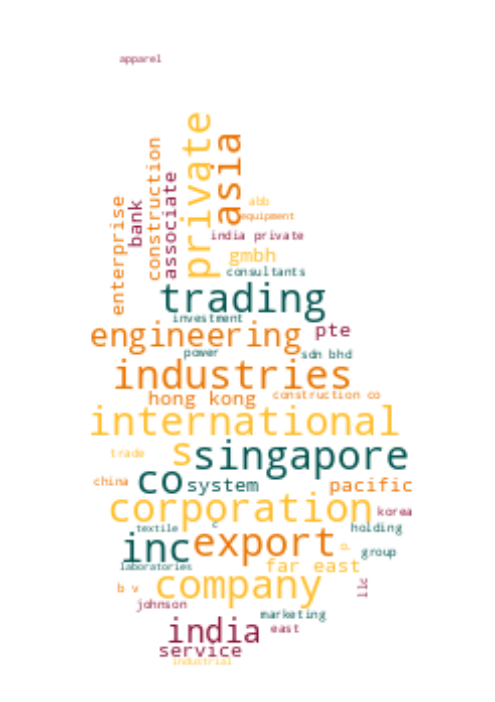 apparel
private
asia
construction
associate
enterprise
bank
abb
equipment
india private
gmbh
consultants
trading
investment
engineering
pte
power
sdn bhd
industries
hong kong
construction co
international
s
singapore
trade
china
co
system
pacific
corporation
korea
textile
c
holding
inc
export
group
laboratories
far east
b v
company
llc
johnson
marketing
india
east
service
industrial